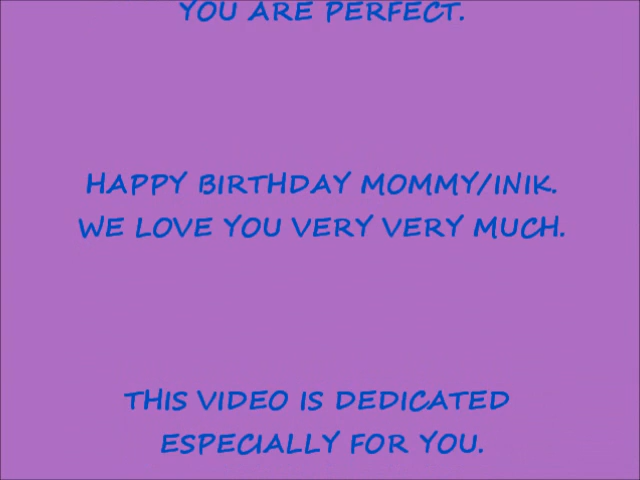 YOU ARE PERFECT.
HAPPY BIRTHDAY MOMMY/INIK.
WE LOVE YOU VERY VERY MUCH.
THIS VIDEO IS DEDICATED
ESPECIALLY FOR YOU.